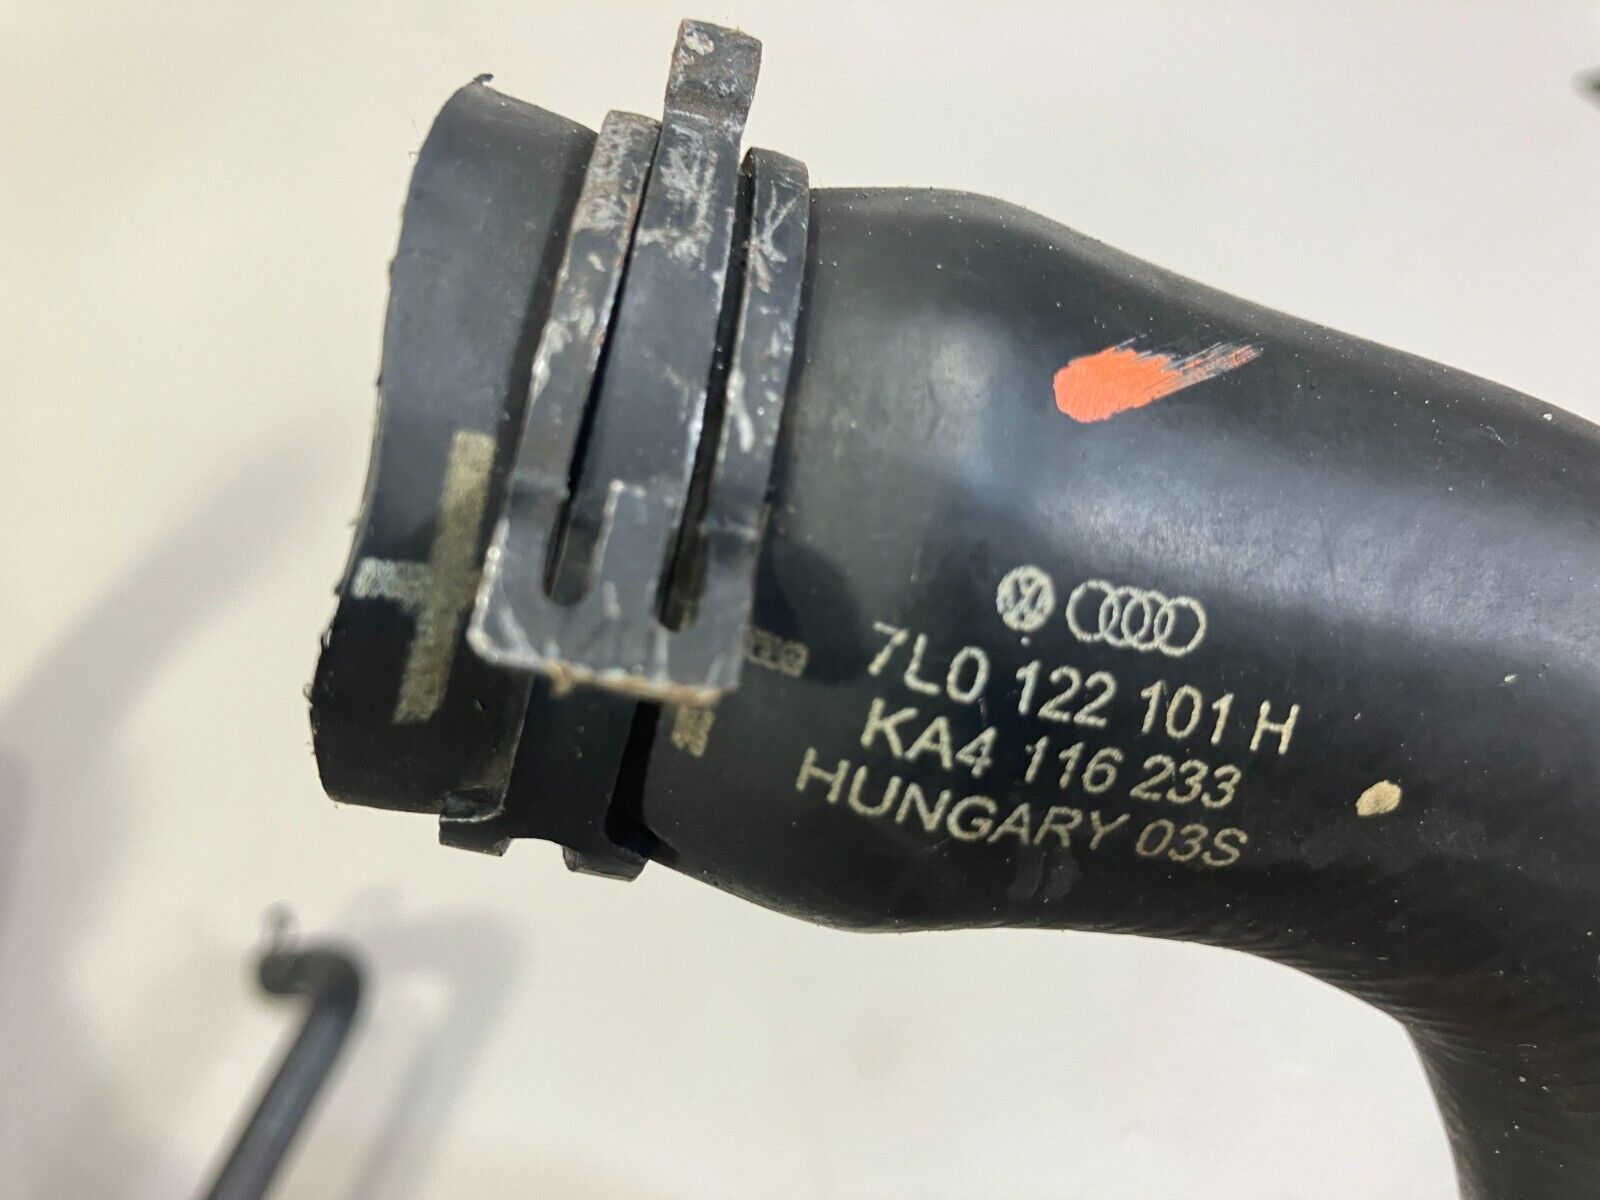 7L0 122 101 H
KA4 116 233
HUNGARY 03S